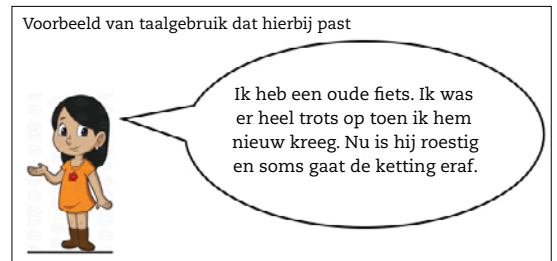 Voorbeeld van taalgebruik dat hierbij past
Ik heb een oude fiets. Ik was
er heel trots op toen ik hem
nieuw kreeg. Nu is hij roestig
en soms gaat de ketting eraf.